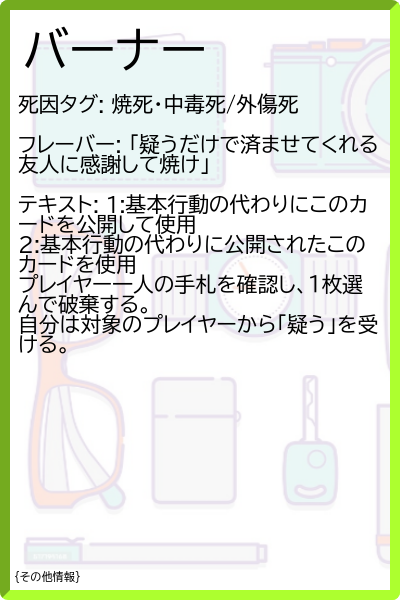 バーナー
死因タグ: 焼死・中毒死/外傷死
フレーバー: 「疑うだけで済ませてくれる
友人に感謝して焼け」
テキスト: 1:基本行動の代わりにこのカ
ードを公開して使用
2:基本行動の代わりに公開されたこの
カードを使用
プレイヤー一人の手札を確認し、1枚選
んで破棄する。
自分は対象のプレイヤーから「疑う」を受
ける。
{その他情報}